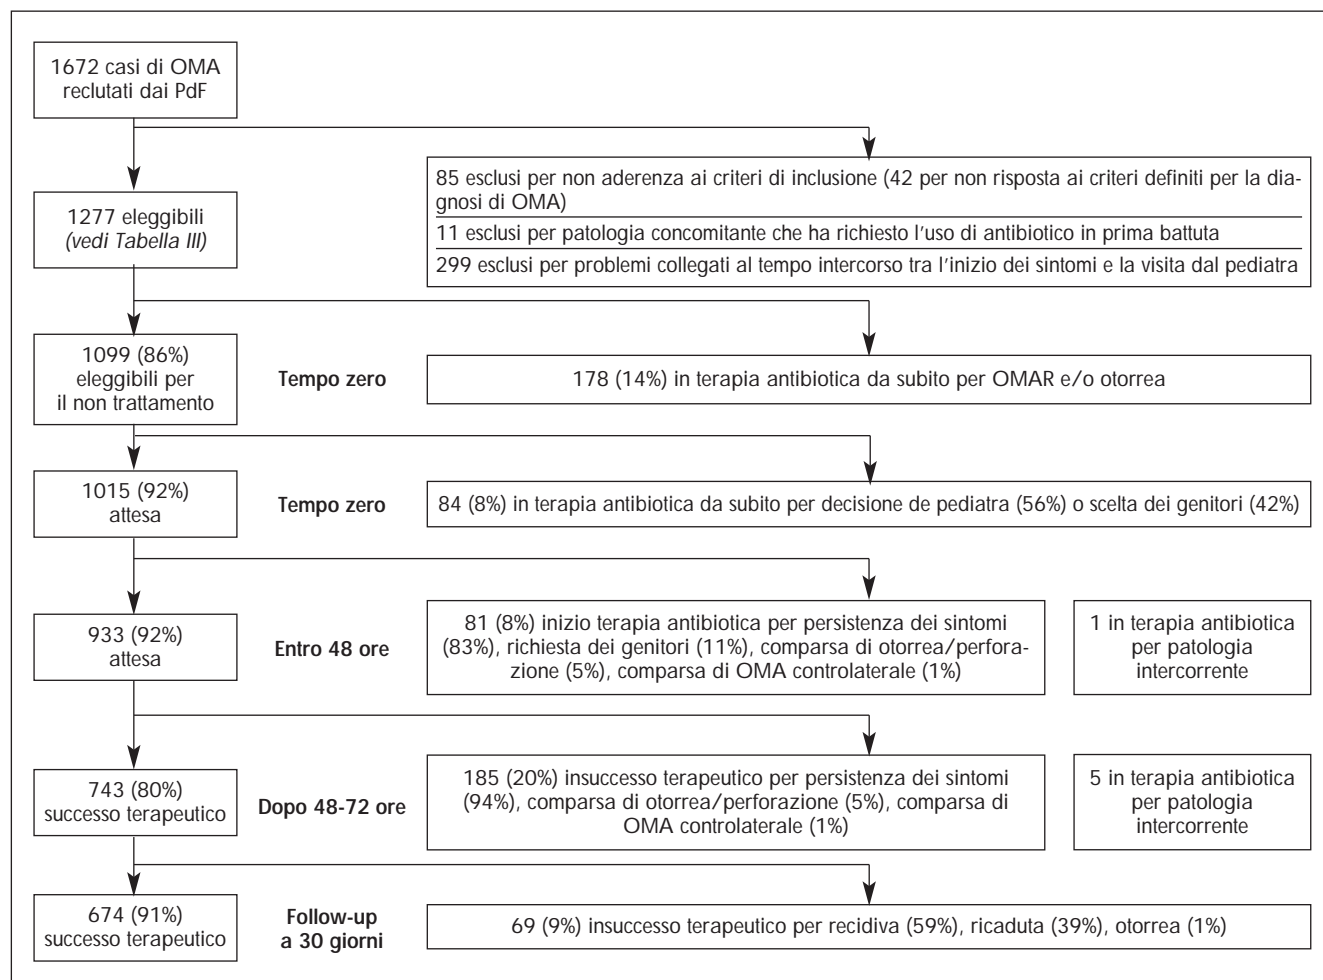 1672 casi di OMA
reclutati dai PdF
85 esclusi per non aderenza ai criteri di inclusione (42 per non risposta ai criteri definiti per la dia-
gnosi di OMA)
11 esclusi per patologia concomitante che ha richiesto l'uso di antibiotico in prima battuta
299 esclusi per problemi collegati al tempo intercorso tra l'inizio dei sintomi e la visita dal pediatra
1277 eleggibili
(vedi Tabella III)
1099 (86%)
eleggibili per
il non trattamento
Tempo zero
178 (14%) in terapia antibiotica da subito per OMAR e/o otorrea
1015 (92%)
attesa
Tempo zero
84 (8%) in terapia antibiotica da subito per decisione de pediatra (56%) o scelta dei genitori (42%)
933 (92%)
attesa
Entro 48 ore
81 (8%) inizio terapia antibiotica per persistenza dei sintomi
(83%), richiesta dei genitori (11%), comparsa di otorrea/perfora-
zione (5%), comparsa di OMA controlaterale (1%)
1 in terapia antibiotica
per patologia
intercorrente
743 (80%)
successo terapeutico
Dopo 48-72 ore
185 (20%) insuccesso terapeutico per persistenza dei sintomi
(94%), comparsa di otorrea/perforazione (5%), comparsa di
OMA controlaterale (1%)
5 in terapia antibiotica
per patologia
intercorrente
674 (91%)
successo terapeutico
Follow-up
a 30 giorni
69 (9%) insuccesso terapeutico per recidiva (59%), ricaduta (39%), otorrea (1%)